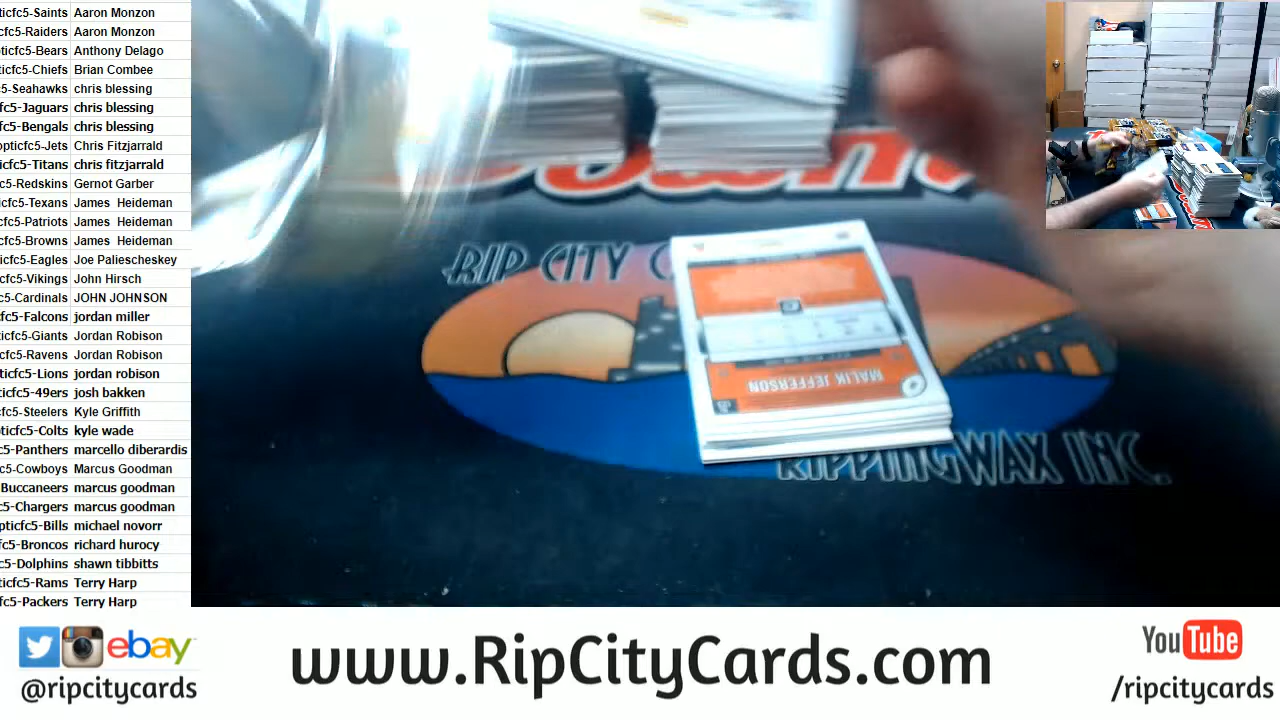 ticfc5-Saints Aaron Monzon
cfc5-Raiders Aaron Monzon
pticfc5-Bears Anthony Delago
ticfc5-Chiefs Brian Combee
c5-Seahawks chris blessing
fc5-Jaguars chris blessing
fc5-Bengals chris blessing
opticfc5-Jets Chris Fitzjarrald
ticfc5-Titans chris fitzjarrald
c5-Redskins Gernot Garber
cfc5-Texans James Heideman
fc5-Patriots James Heideman
cfc5-Browns James Heideman
ticfc5-Eagles Joe Paliescheskey
cfc5-Vikings John Hirsch
c5-Cardinals JOHN JOHNSON
cfc5-Falcons jordan miller
ticfc5-Giants Jordan Robison
cfc5-Ravens Jordan Robison
ticfc5-Lions jordan robison
ticfc5-49ers josh bakken
cfc5-Steelers Kyle Griffith
pticfc5-Colts kyle wade
fc5-Panthers marcello diberardis
c5-Cowboys Marcus Goodman
Buccaneers marcus goodman
c5-Chargers marcus goodman
pticfc5-Bills michael novorr
fc5-Broncos richard hurocy
c5-Dolphins shawn tibbitts
ticfc5-Rams Terry Harp
fc5-Packers Terry Harp
RIP CITY C
MALIK JEFFERSON
RIPPINGWAX INC.
ebay
@ripcitycards
www.RipCityCards.com
YouTube
/ripcitycards